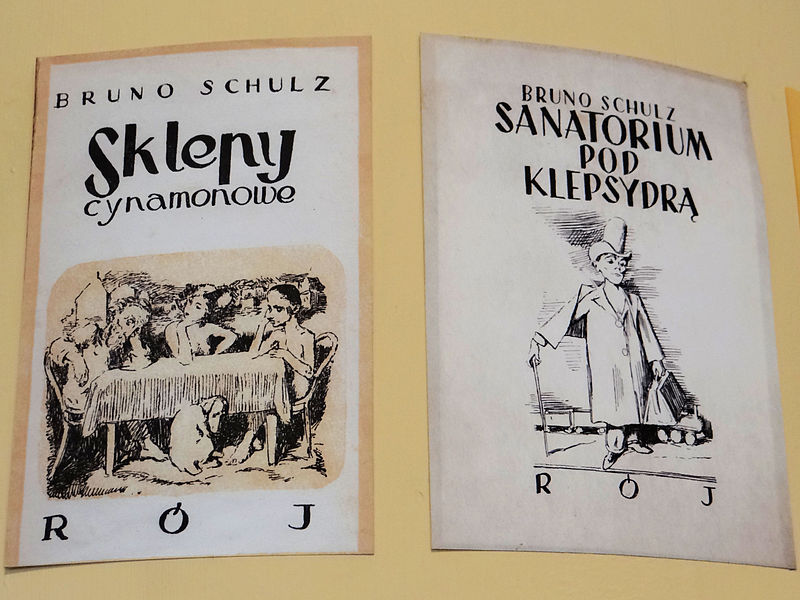 BRUNO SCHULZ
Sklepy
cynamonowe
RÓJ
BRUNO SCHULZ
SANATORIUM
POD
KLEPSYDRĄ
RÓJ